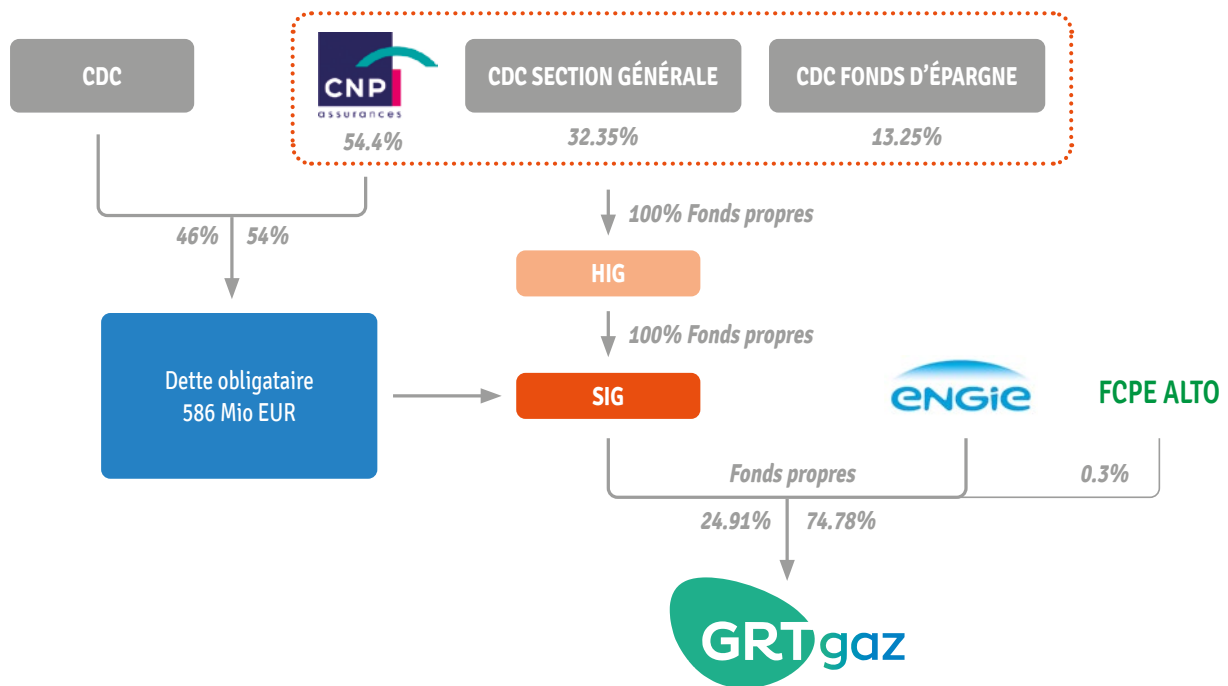 CDC
CNP
assurances
54.4%
CDC SECTION GÉNÉRALE
32.35%
CDC FONDS D'ÉPARGNE
13.25%
100% Fonds propres
46%
54%
HIG
100% Fonds propres
Dette obligataire
586 Mio EUR
SIG
ENGIE
FCPE ALTO
Fonds propres
0.3%
24.91%
74.78%
GRTgaz